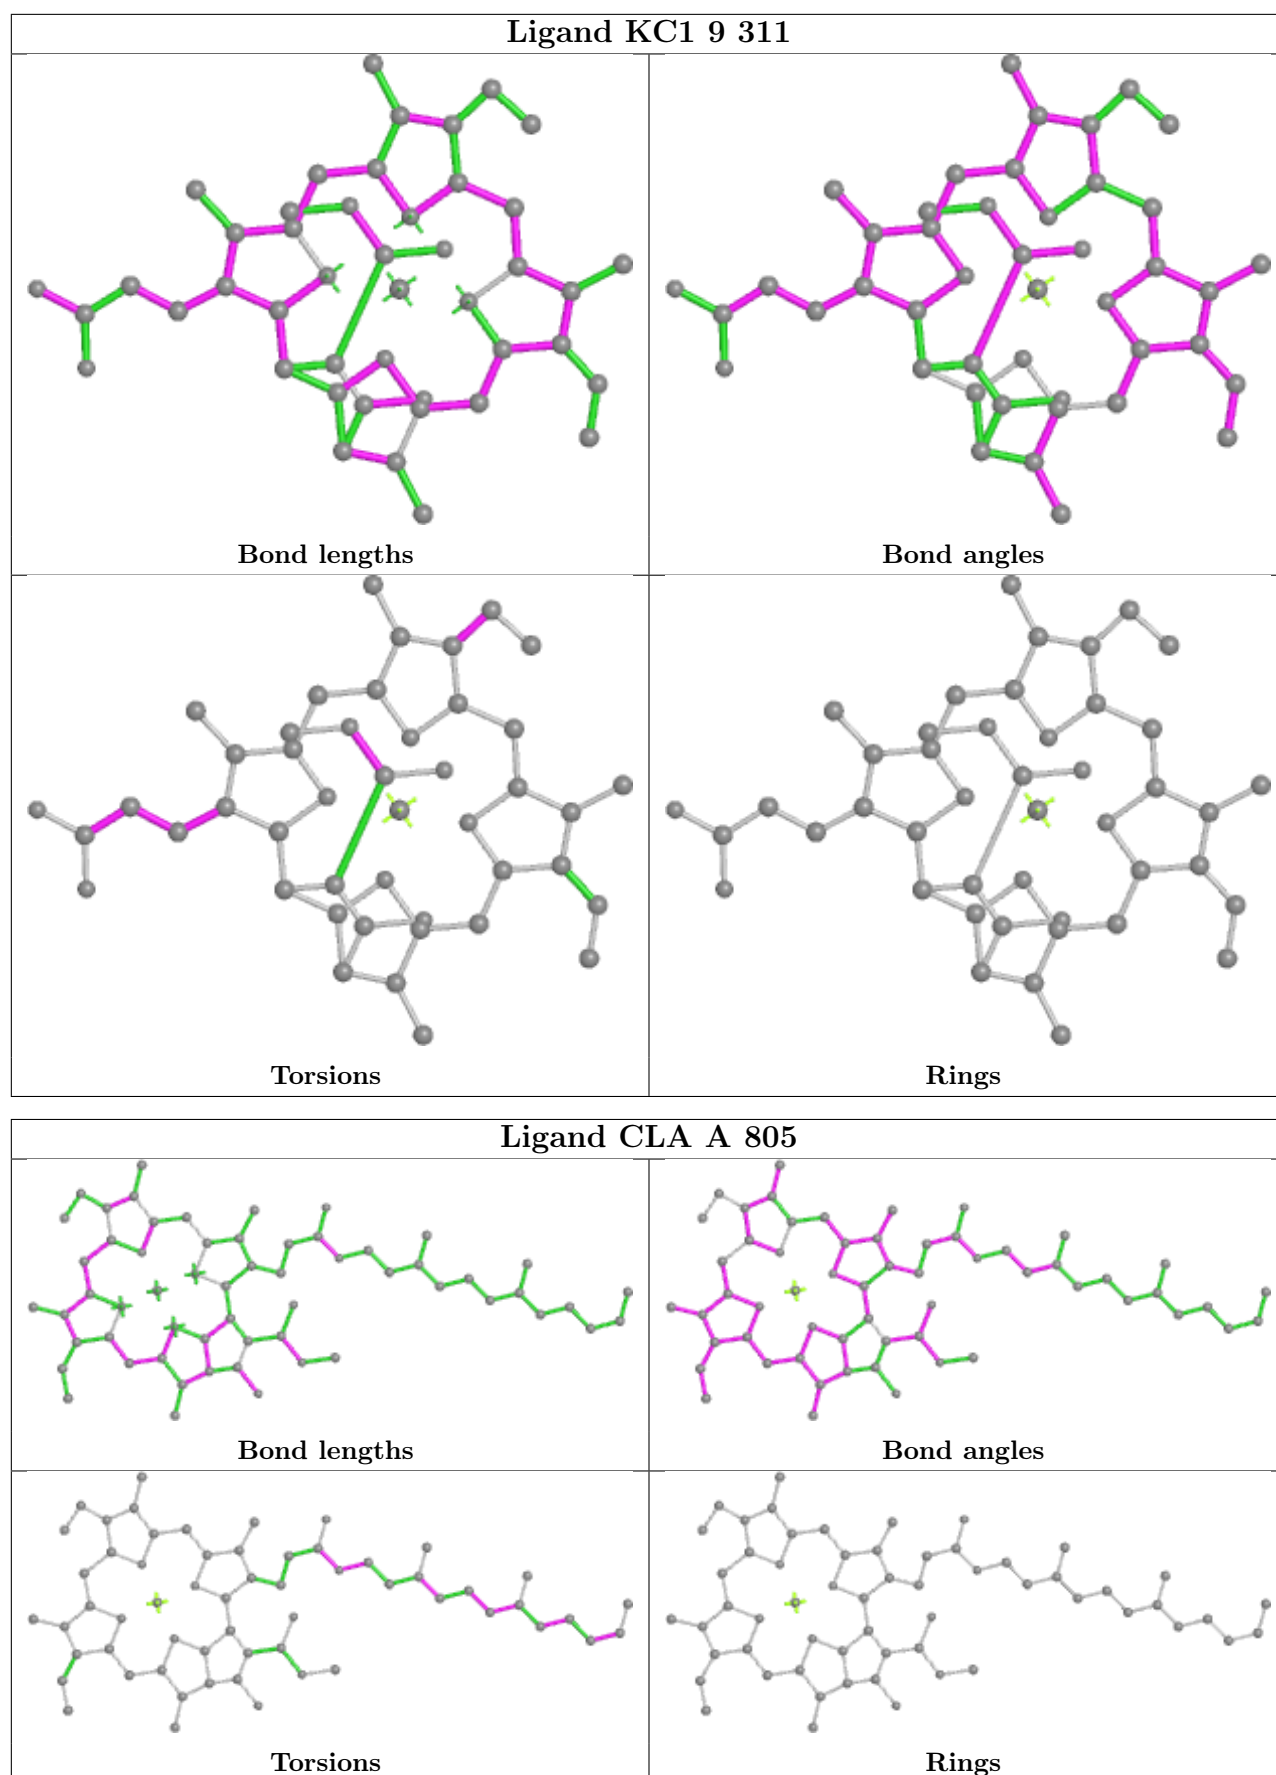 Ligand KC1 9 311
Bond lengths
Bond angles
Torsions
Rings
Ligand CLA A 805
Bond lengths
Bond angles
Torsions
Rings